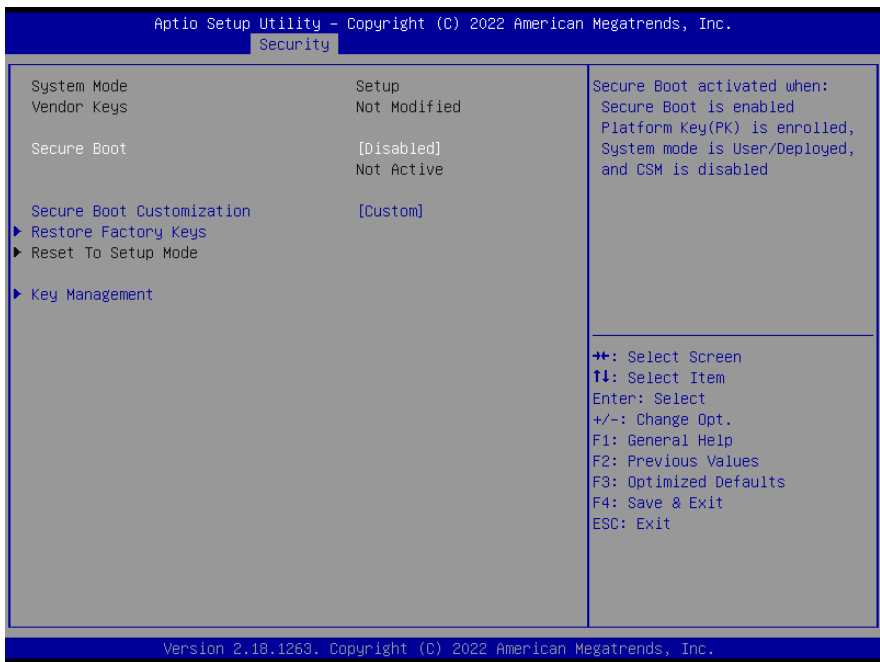 Aptio Setup Utility – Copyright (C) 2022 American Megatrends, Inc.
Security
System Mode Setup
Vendor Keys Not Modified
Secure Boot [Disabled]
Not Active
Secure Boot Customization [Custom]
Restore Factory Keys
Reset To Setup Mode
Key Management
Secure Boot activated when:
Secure Boot is enabled
Platform Key(PK) is enrolled,
System mode is User/Deployed,
and CSM is disabled
→←: Select Screen
↑↓: Select Item
Enter: Select
+/-: Change Opt.
F1: General Help
F2: Previous Values
F3: Optimized Defaults
F4: Save & Exit
ESC: Exit
Version 2.18.1263. Copyright (C) 2022 American Megatrends, Inc.